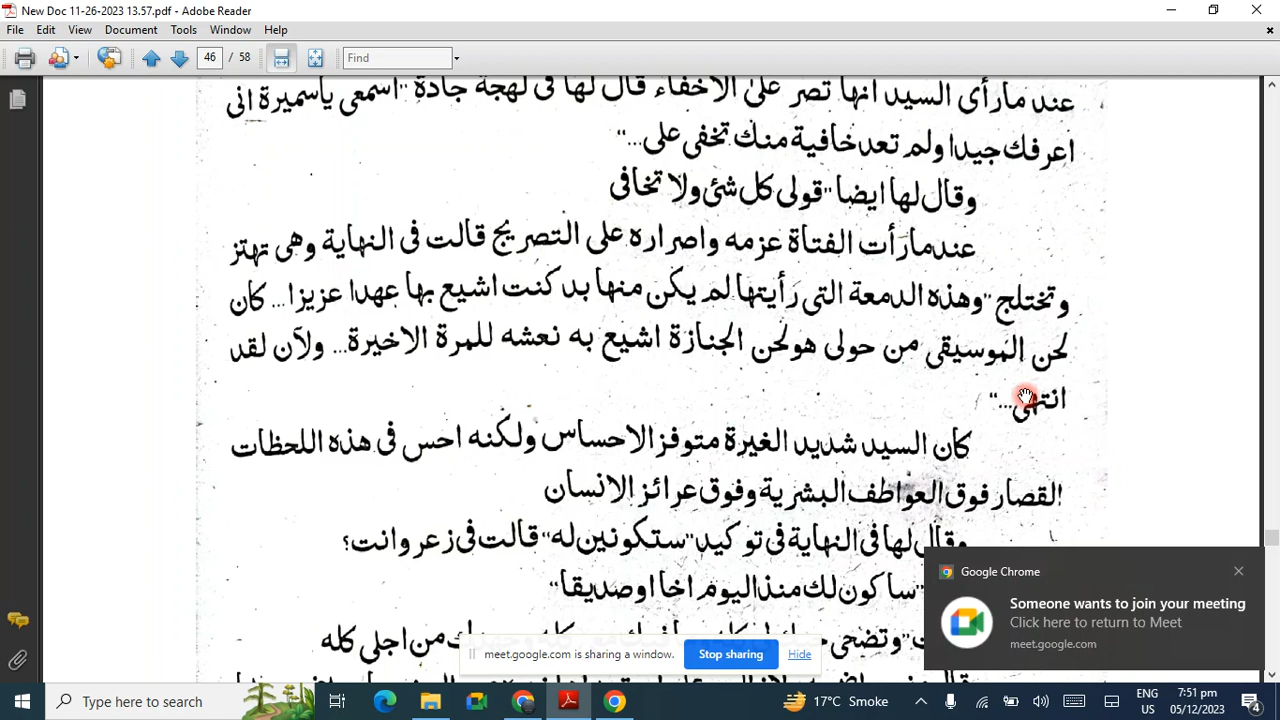 New Doc 11-26-2023 13.57.pdf - Adobe Reader
File Edit View Document Tools Window Help
46 / 58 Find
عند مارأى السيد انها تصر على الاخفاء قال لها فى لهجة جادة "اسمعى ياسميرة انى
اعرفك جيدا ولم تعد خافية منك تخفى على..."
وقال لها ايضا "قولى كل شئ ولا تخافى
عندمارأت الفتاة عزمه واصراره على التصريح قالت فى النهاية وهى تهتز
وتختلج "وهذه الدمعة التى رأيتها لم يكن منها بد كنت اشيع بها عهدا عزيزا... كان
لحن الموسيقى من حولى هو لحن الجنازة اشيع به نعشه للمرة الاخيرة... ولآن لقد
انتهى..."
كان السيد شديد الغيرة متوفز الاحساس ولكنه احس فى هذه اللحظات
القصار فوق العواطف البشرية وفوق عرائز الانسان
وقال لها فى النهاية فى توكيد "ستكونين له" قالت فى زعر وانت؟
"ساكون لك منذ اليوم اخا اوصديقا"
"وتضحى من اجلى كله
Google Chrome
Someone wants to join your meeting
Click here to return to Meet
meet.google.com
meet.google.com is sharing a window. Stop sharing Hide
Type here to search
17°C Smoke
ENG
US
7:51 pm
05/12/2023
4